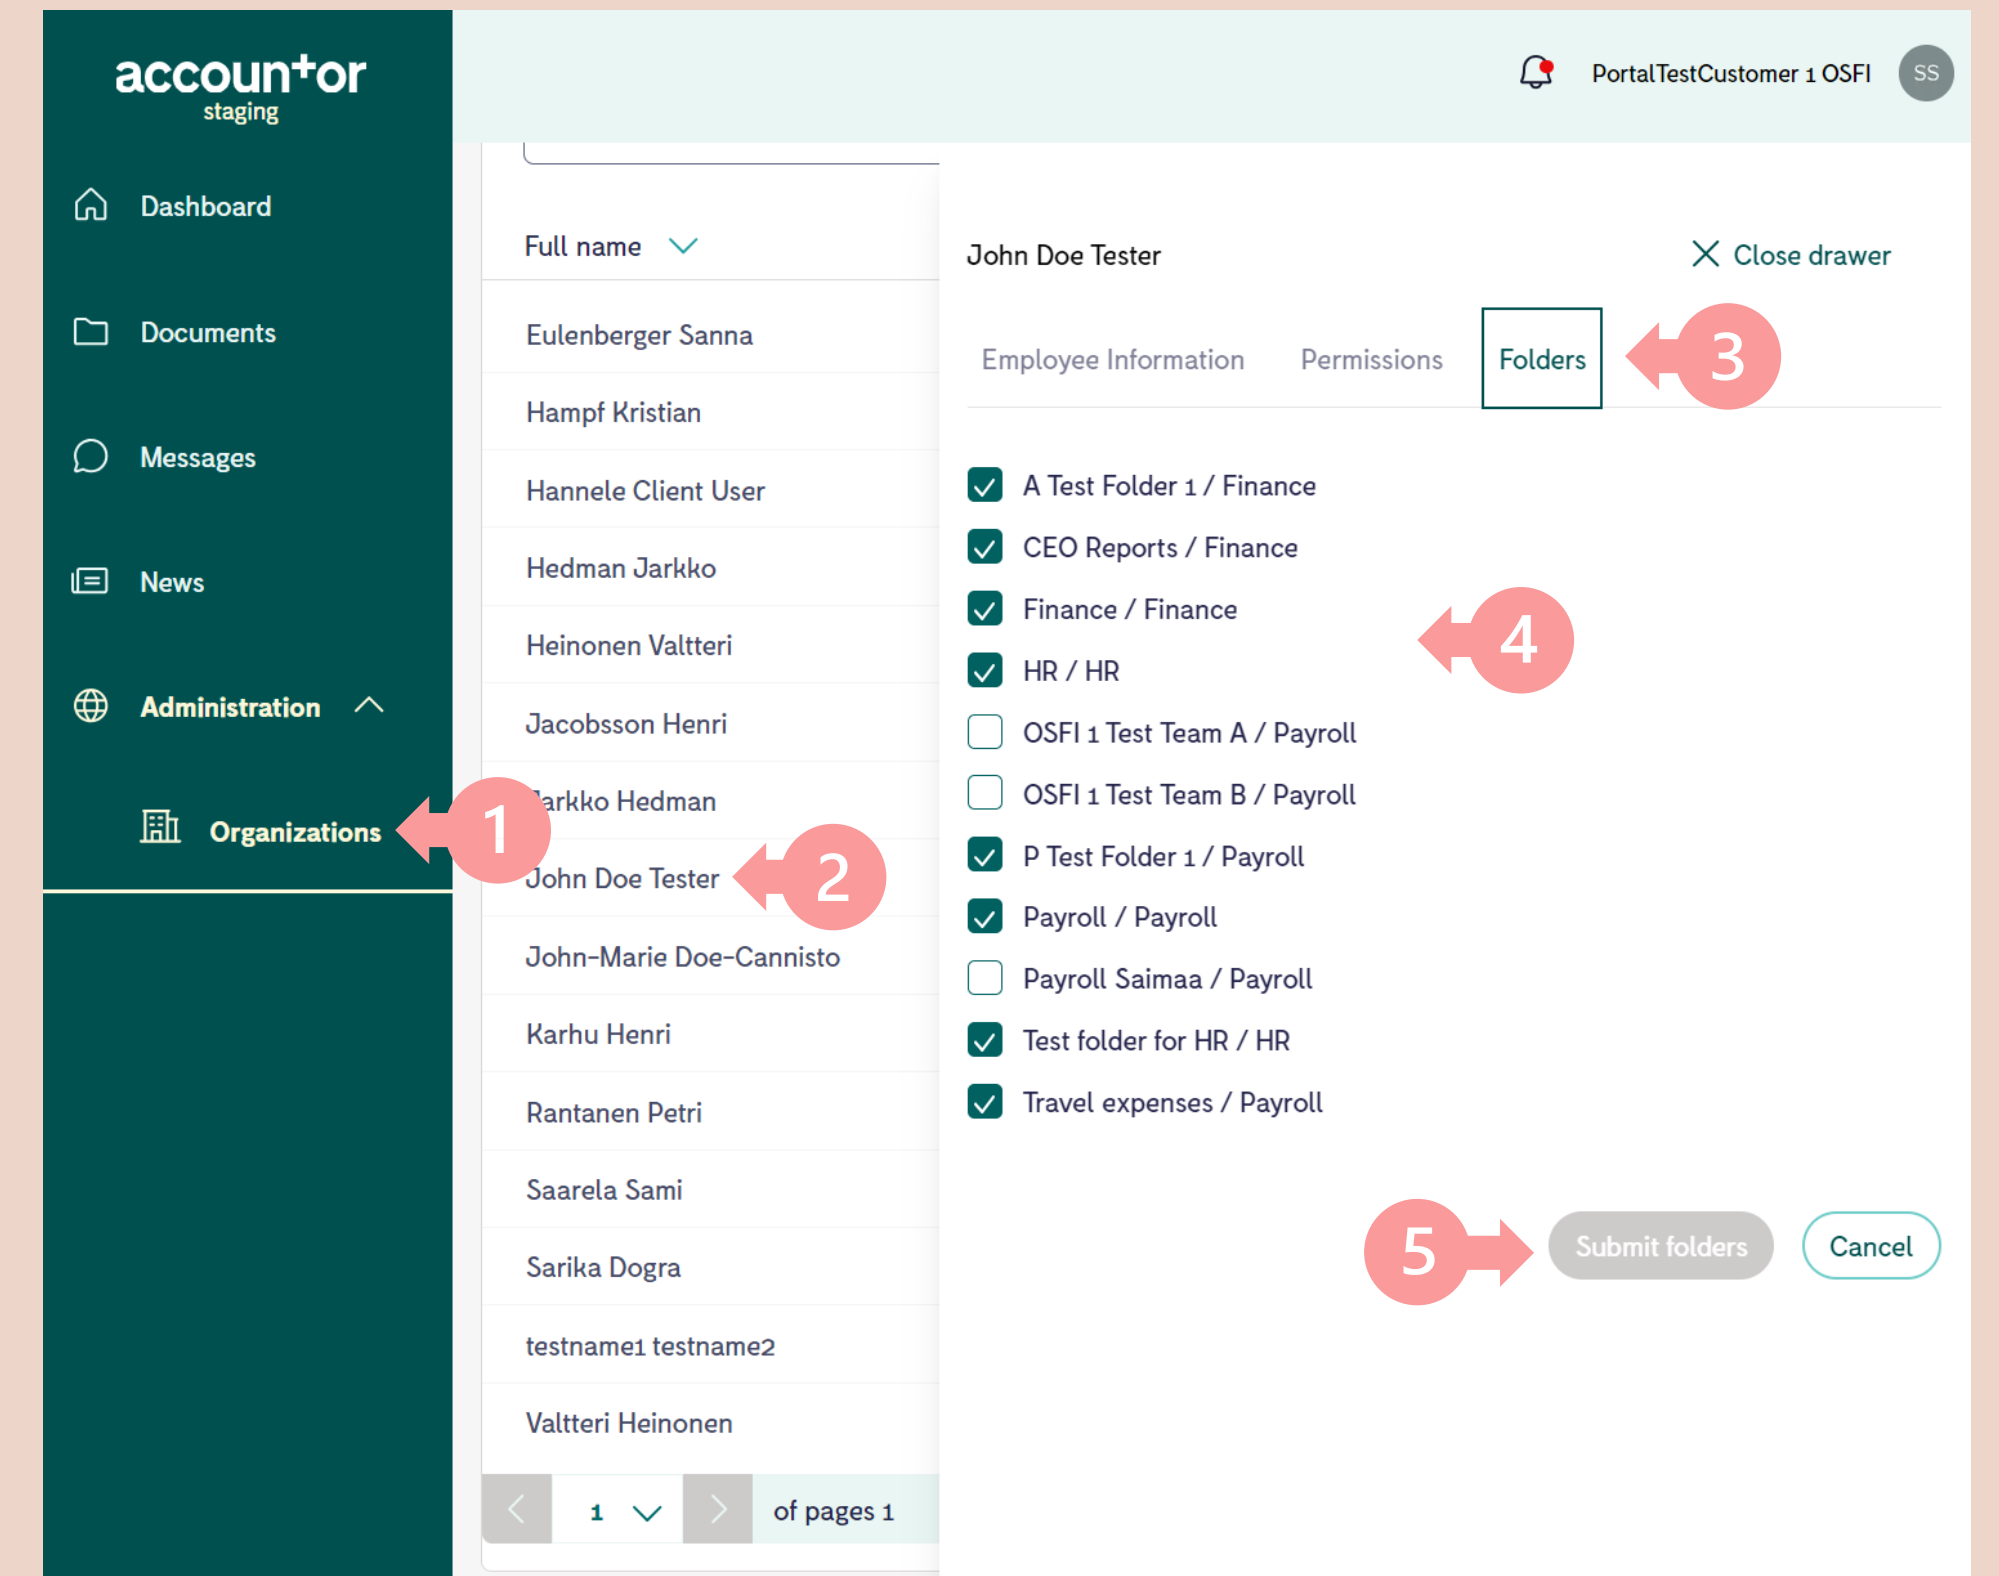 accountor
staging
PortalTestCustomer 1 OSFI
SS
Dashboard
Documents
Messages
News
Administration
Organizations
1
Full name
Eulenberger Sanna
Hampf Kristian
Hannele Client User
Hedman Jarkko
Heinonen Valtteri
Jacobsson Henri
Hedman
John Doe Tester
2
John-Marie Doe-Cannisto
Karhu Henri
Rantanen Petri
Saarela Sami
Sarika Dogra
testname1 testname2
Valtteri Heinonen
1
of pages 1
John Doe Tester
Close drawer
Employee Information
Permissions
Folders
3
A Test Folder 1 / Finance
CEO Reports / Finance
Finance / Finance
HR / HR
4
OSFI 1 Test Team A / Payroll
OSFI 1 Test Team B / Payroll
P Test Folder 1 / Payroll
Payroll / Payroll
Payroll Saimaa / Payroll
Test folder for HR / HR
Travel expenses / Payroll
5
Submit folders
Cancel